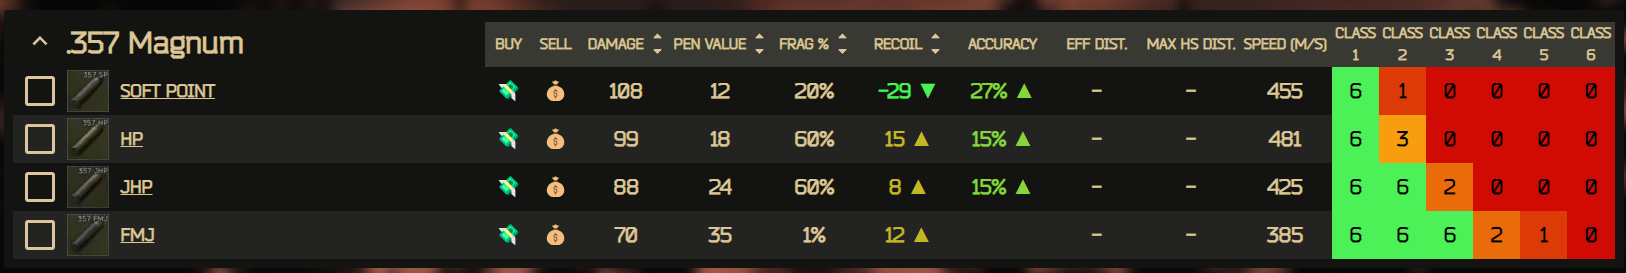 .357 Magnum BUY SELL DAMAGE PEN VALUE FRAG % RECOIL ACCURACY EFF DIST. MAX HS DIST. SPEED (M/S) CLASS 1 CLASS 2 CLASS 3 CLASS 4 CLASS 5 CLASS 6
.357 SP SOFT POINT 108 12 20% -29 ▼ 27% ▲ - - 455 6 1 0 0 0 0
.357 HP HP 99 18 60% 15 ▲ 15% ▲ - - 481 6 3 0 0 0 0
.357 JHP JHP 88 24 60% 8 ▲ 15% ▲ - - 425 6 6 2 0 0 0
.357 FMJ FMJ 70 35 1% 12 ▲ - - 385 6 6 6 2 1 0